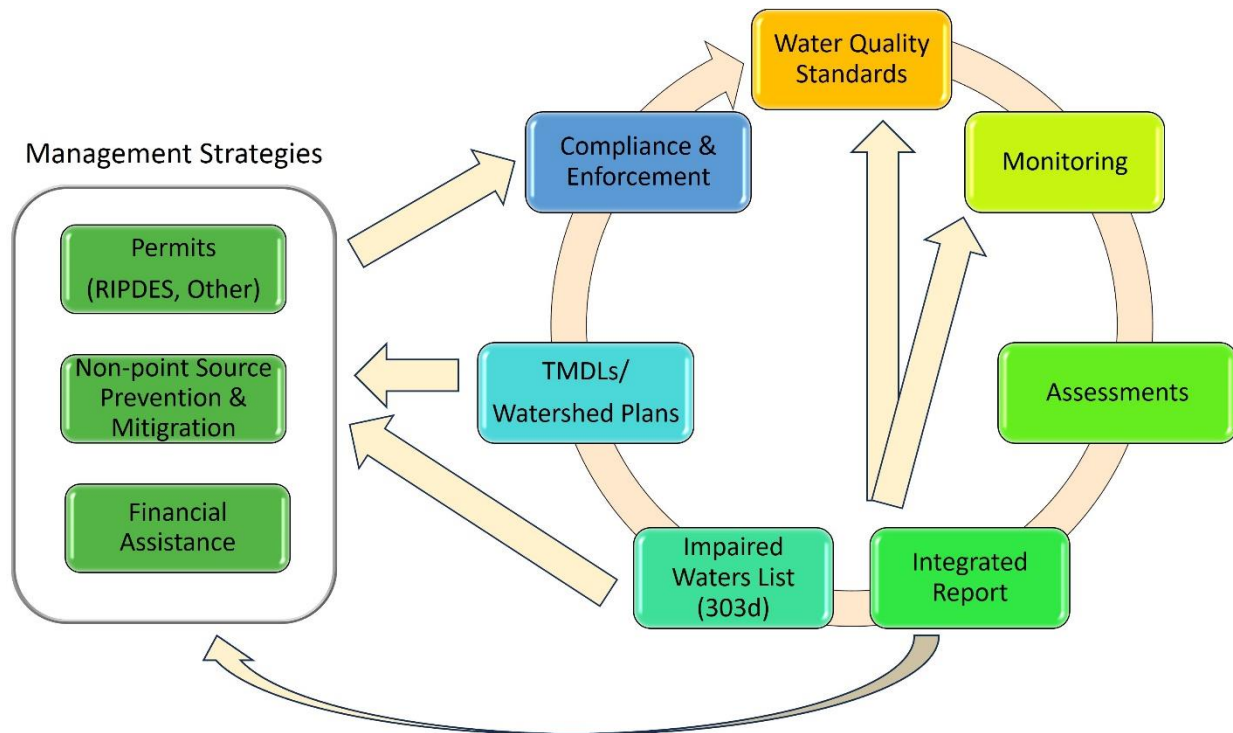 Water Quality
Standards
Compliance &
Enforcement
Monitoring
Management Strategies
Permits
(RIPDES, Other)
Non-point Source
Prevention &
Mitigration
Financial
Assistance
TMDLs/
Watershed Plans
Assessments
Impaired
Waters List
(303d)
Integrated
Report